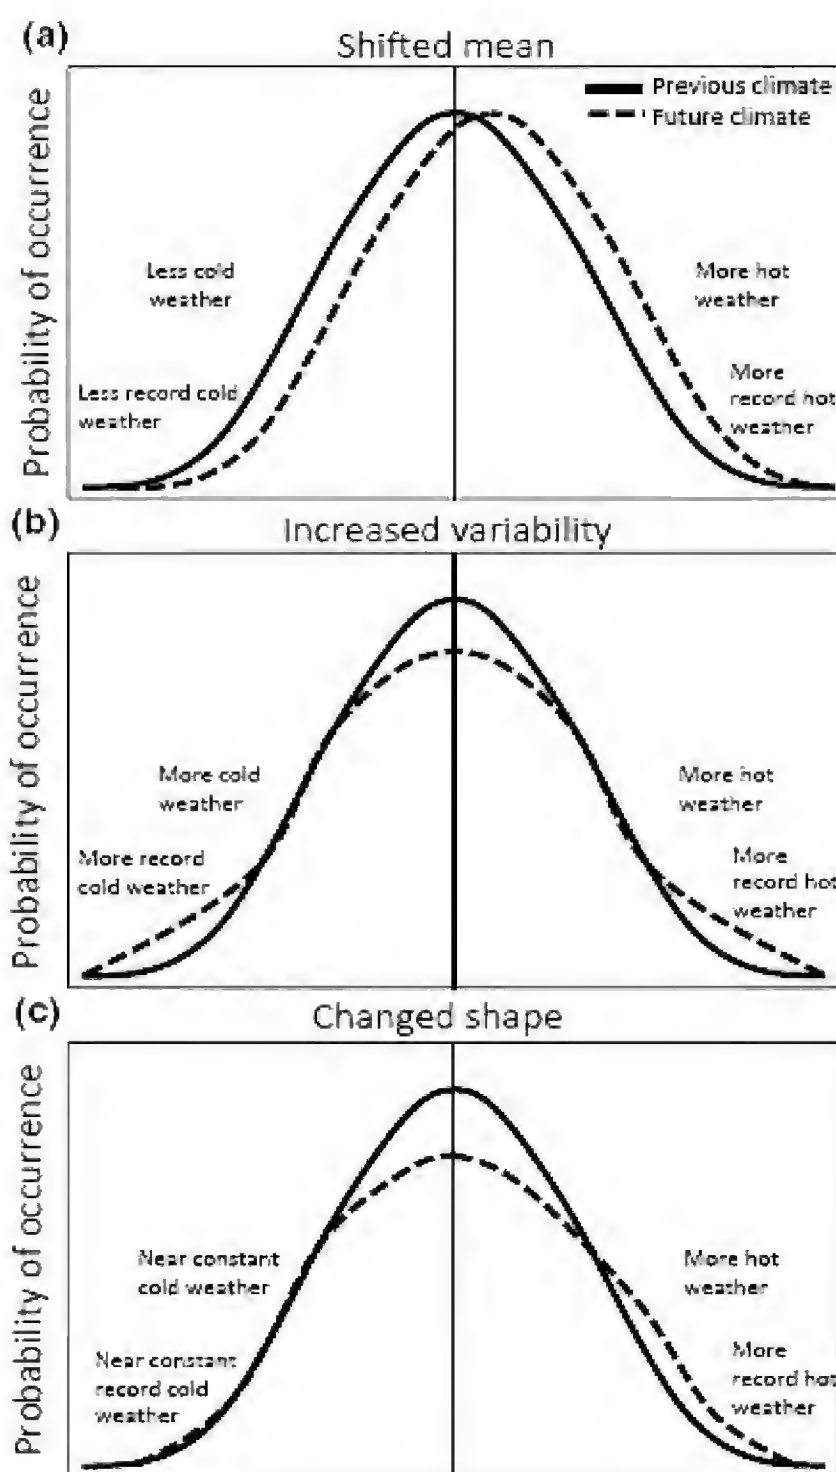 (a)
Shifted mean
Previous climate
Future climate
Probability of occurrence
Less cold
weather
More hot
weather
Less record cold
weather
More
record hot
weather
(b)
Increased variability
Probability of occurrence
More cold
weather
More hot
weather
More record
cold weather
More
record hot
weather
(c)
Changed shape
Probability of occurrence
Near constant
cold weather
More hot
weather
Near constant
record cold
weather
More
record hot
weather